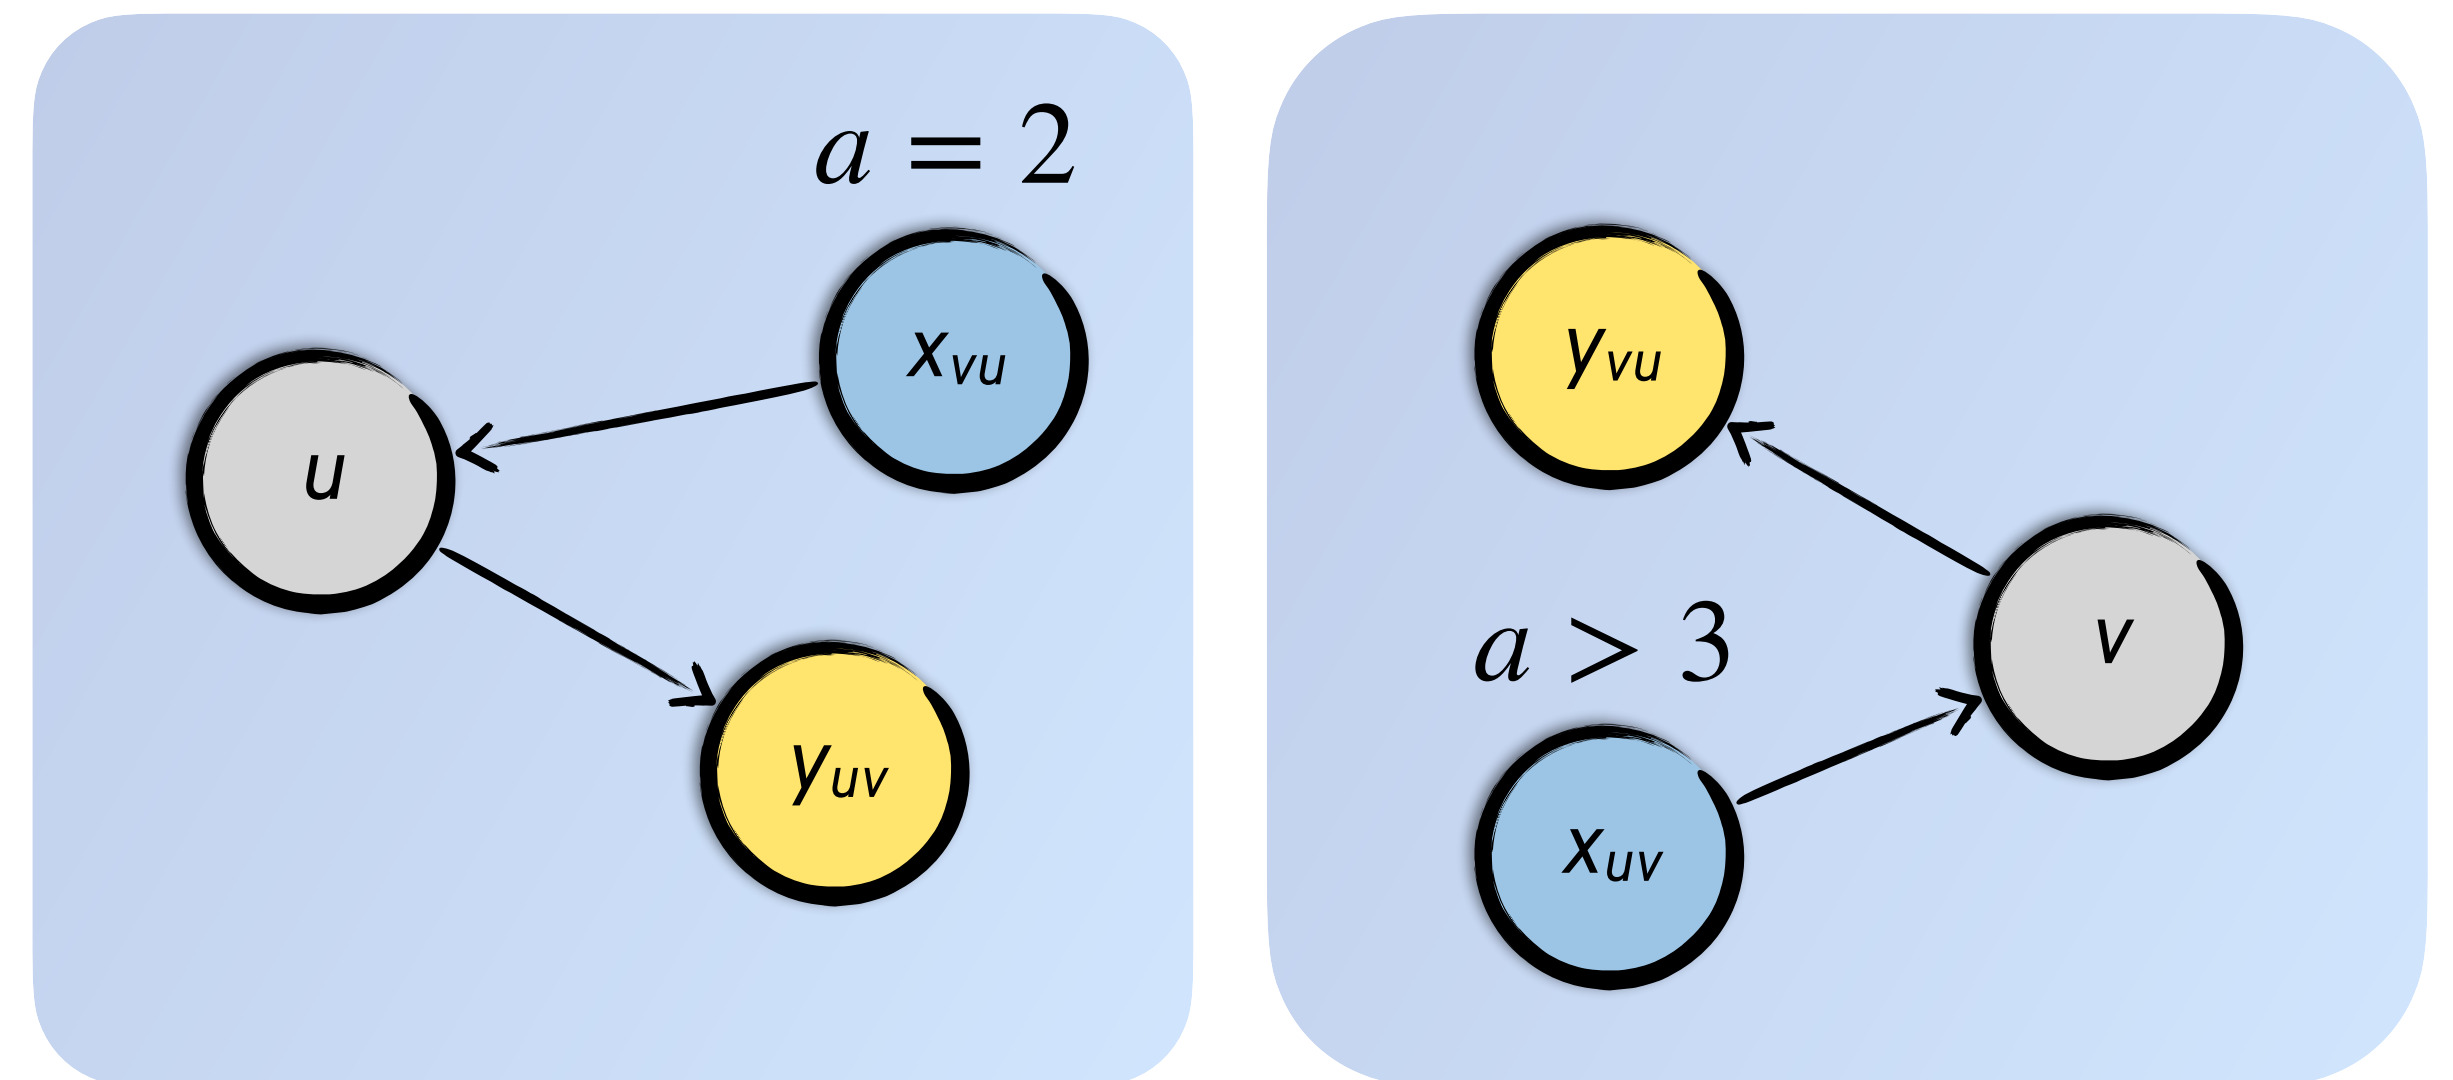 a = 2
x_vu
u
y_uv
y_vu
a > 3
v
x_uv